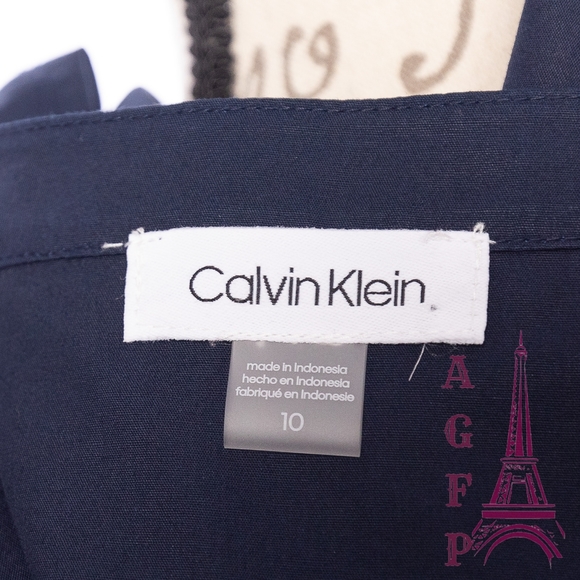 Calvin Klein
made in Indonesia
hecho en Indonesia
fabriqué en Indonesie
10
A
G
F
P